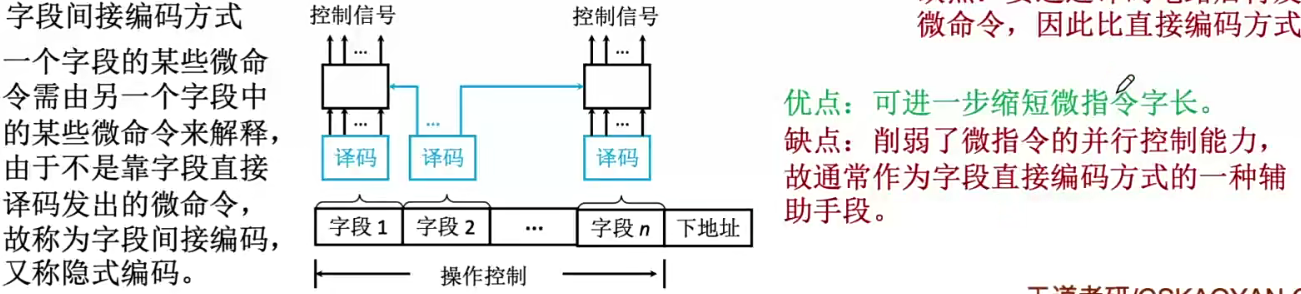 字段间接编码方式
一个字段的某些微命
令需由另一个字段中
的某些微命令来解释，
由于不是靠字段直接
译码发出的微命令，
故称为字段间接编码，
又称隐式编码。
控制信号
控制信号
...
...
...
...
...
译码
译码
译码
字段 1
字段 2
...
字段 n
下地址
操作控制
微命令，因此比直接编码方式
优点：可进一步缩短微指令字长。
缺点：削弱了微指令的并行控制能力，
故通常作为字段直接编码方式的一种辅
助手段。